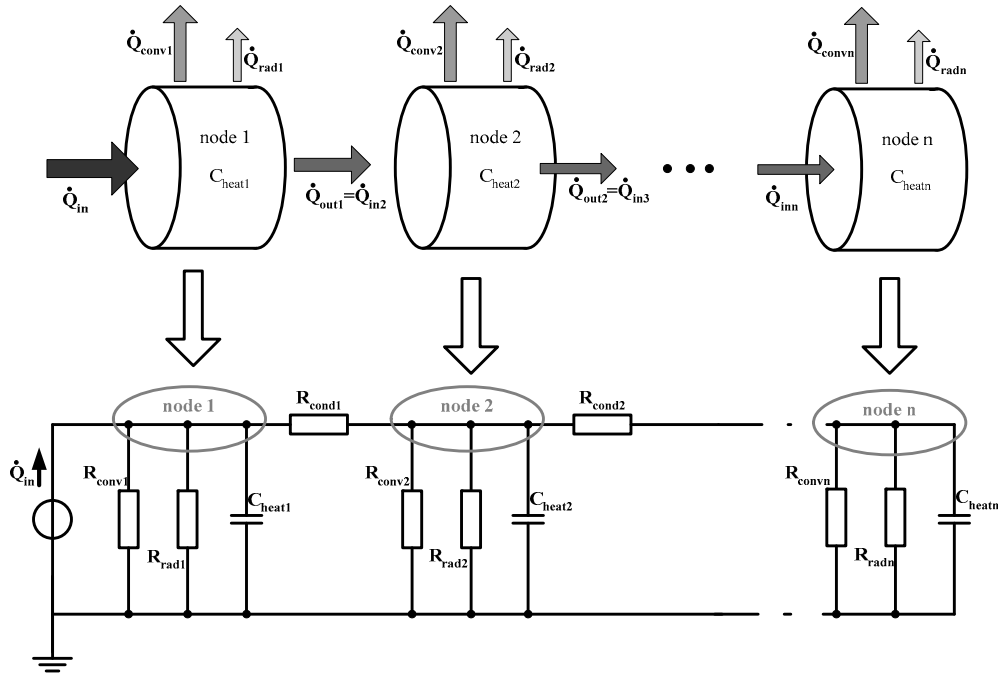 Q̇conv1
Q̇rad1
Q̇conv2
Q̇rad2
Q̇convn
Q̇radn
node 1
Cheat1
node 2
Cheat2
node n
Cheatn
Q̇in
Q̇out1=Q̇in2
Q̇out2=Q̇in3
Q̇inn
node 1
Rcond1
node 2
Rcond2
node n
Q̇in
Rconv1
Rrad1
Cheat1
Rconv2
Rrad2
Cheat2
Rconvn
Rradn
Cheatn